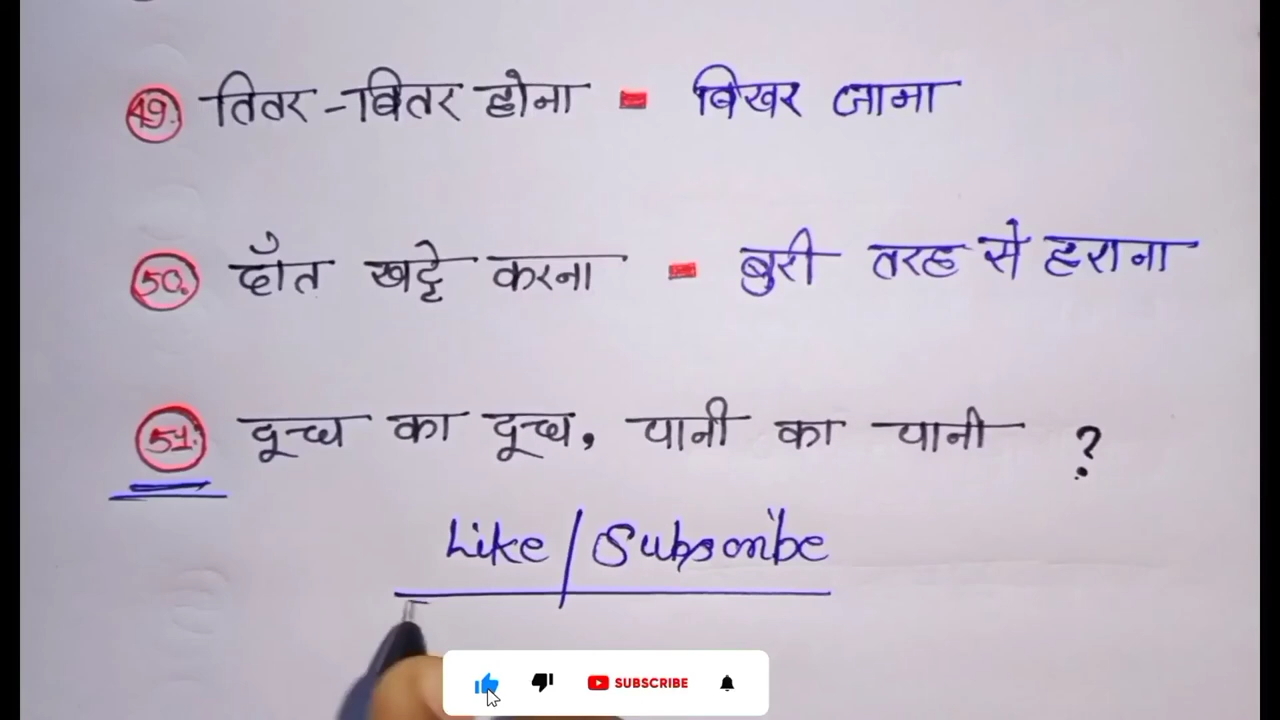 49. तितर-बितर होना - बिखर जाना
50. दाँत खट्टे करना - बुरी तरह से हराना
51. दूध का दूध, पानी का पानी ?
Like/Subscribe
SUBSCRIBE